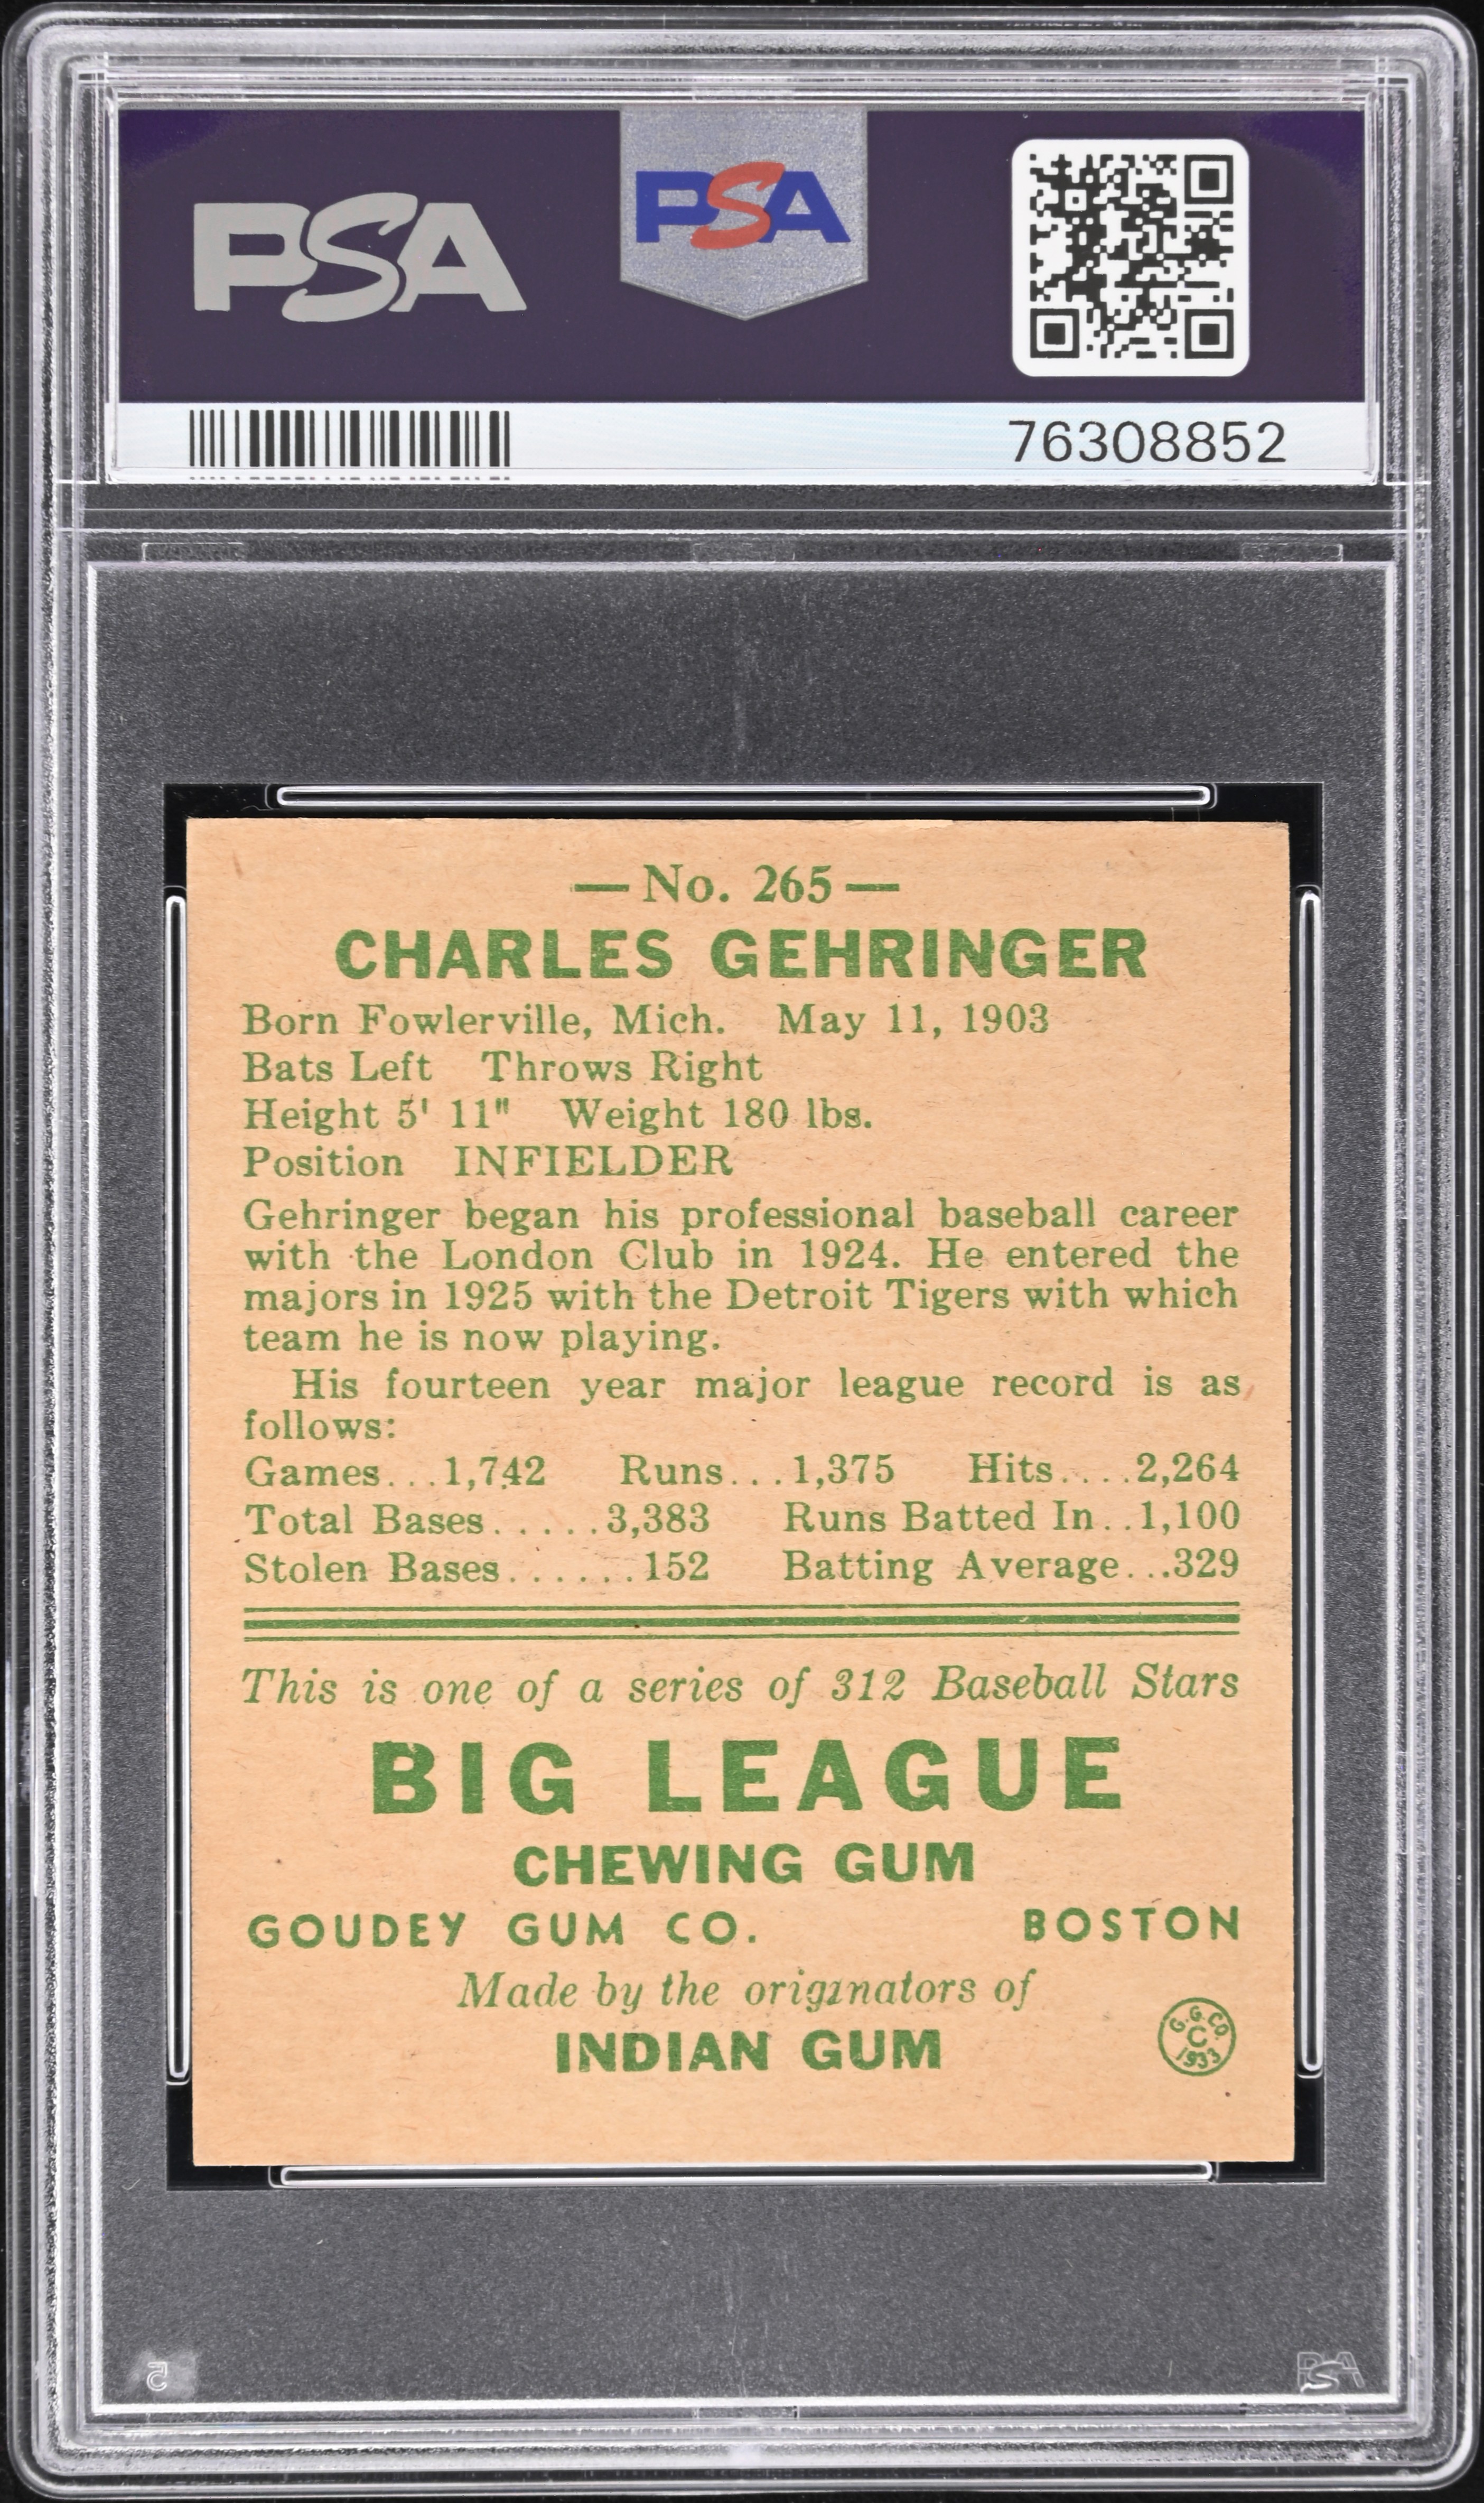 PSA
PSA
76308852
— No. 265 —
CHARLES GEHRINGER
Born Fowlerville, Mich. May 11, 1903
Bats Left Throws Right
Height 5' 11" Weight 180 lbs.
Position INFIELDER
Gehringer began his professional baseball career
with the London Club in 1924. He entered the
majors in 1925 with the Detroit Tigers with which
team he is now playing.
His fourteen year major league record is as
follows:
Games...1,742 Runs...1,375 Hits....2,264
Total Bases......3,383 Runs Batted In..1,100
Stolen Bases......152 Batting Average...329
This is one of a series of 312 Baseball Stars
BIG LEAGUE
CHEWING GUM
GOUDEY GUM CO. BOSTON
Made by the originators of
INDIAN GUM
G.G.CO.
C
1933
PSA